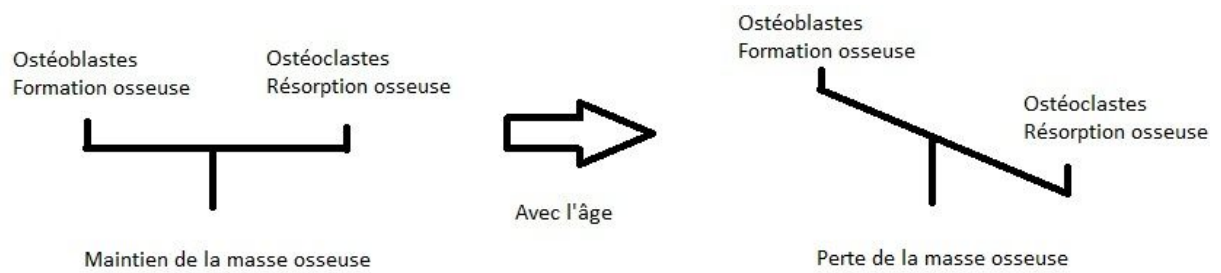 Ostéoblastes
Formation osseuse
Ostéoclastes
Résorption osseuse
Maintien de la masse osseuse
Avec l'âge
Ostéoblastes
Formation osseuse
Ostéoclastes
Résorption osseuse
Perte de la masse osseuse